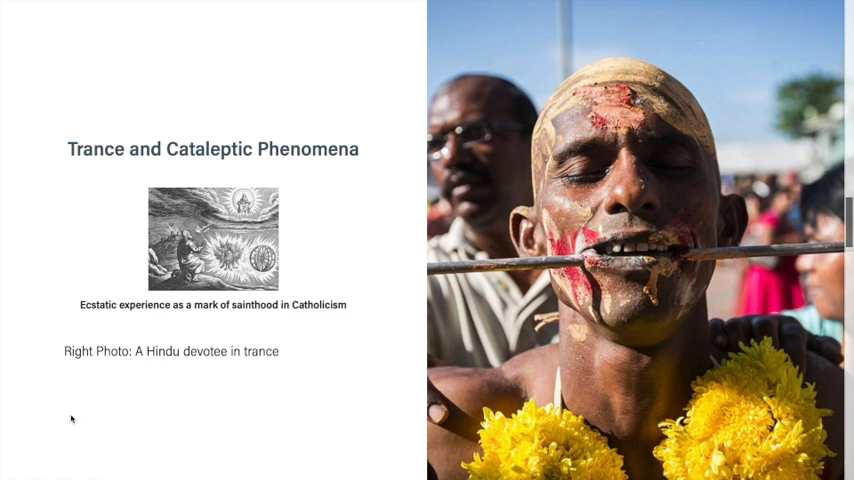 Trance and Cataleptic Phenomena
Ecstatic experience as a mark of sainthood in Catholicism
Right Photo: A Hindu devotee in trance